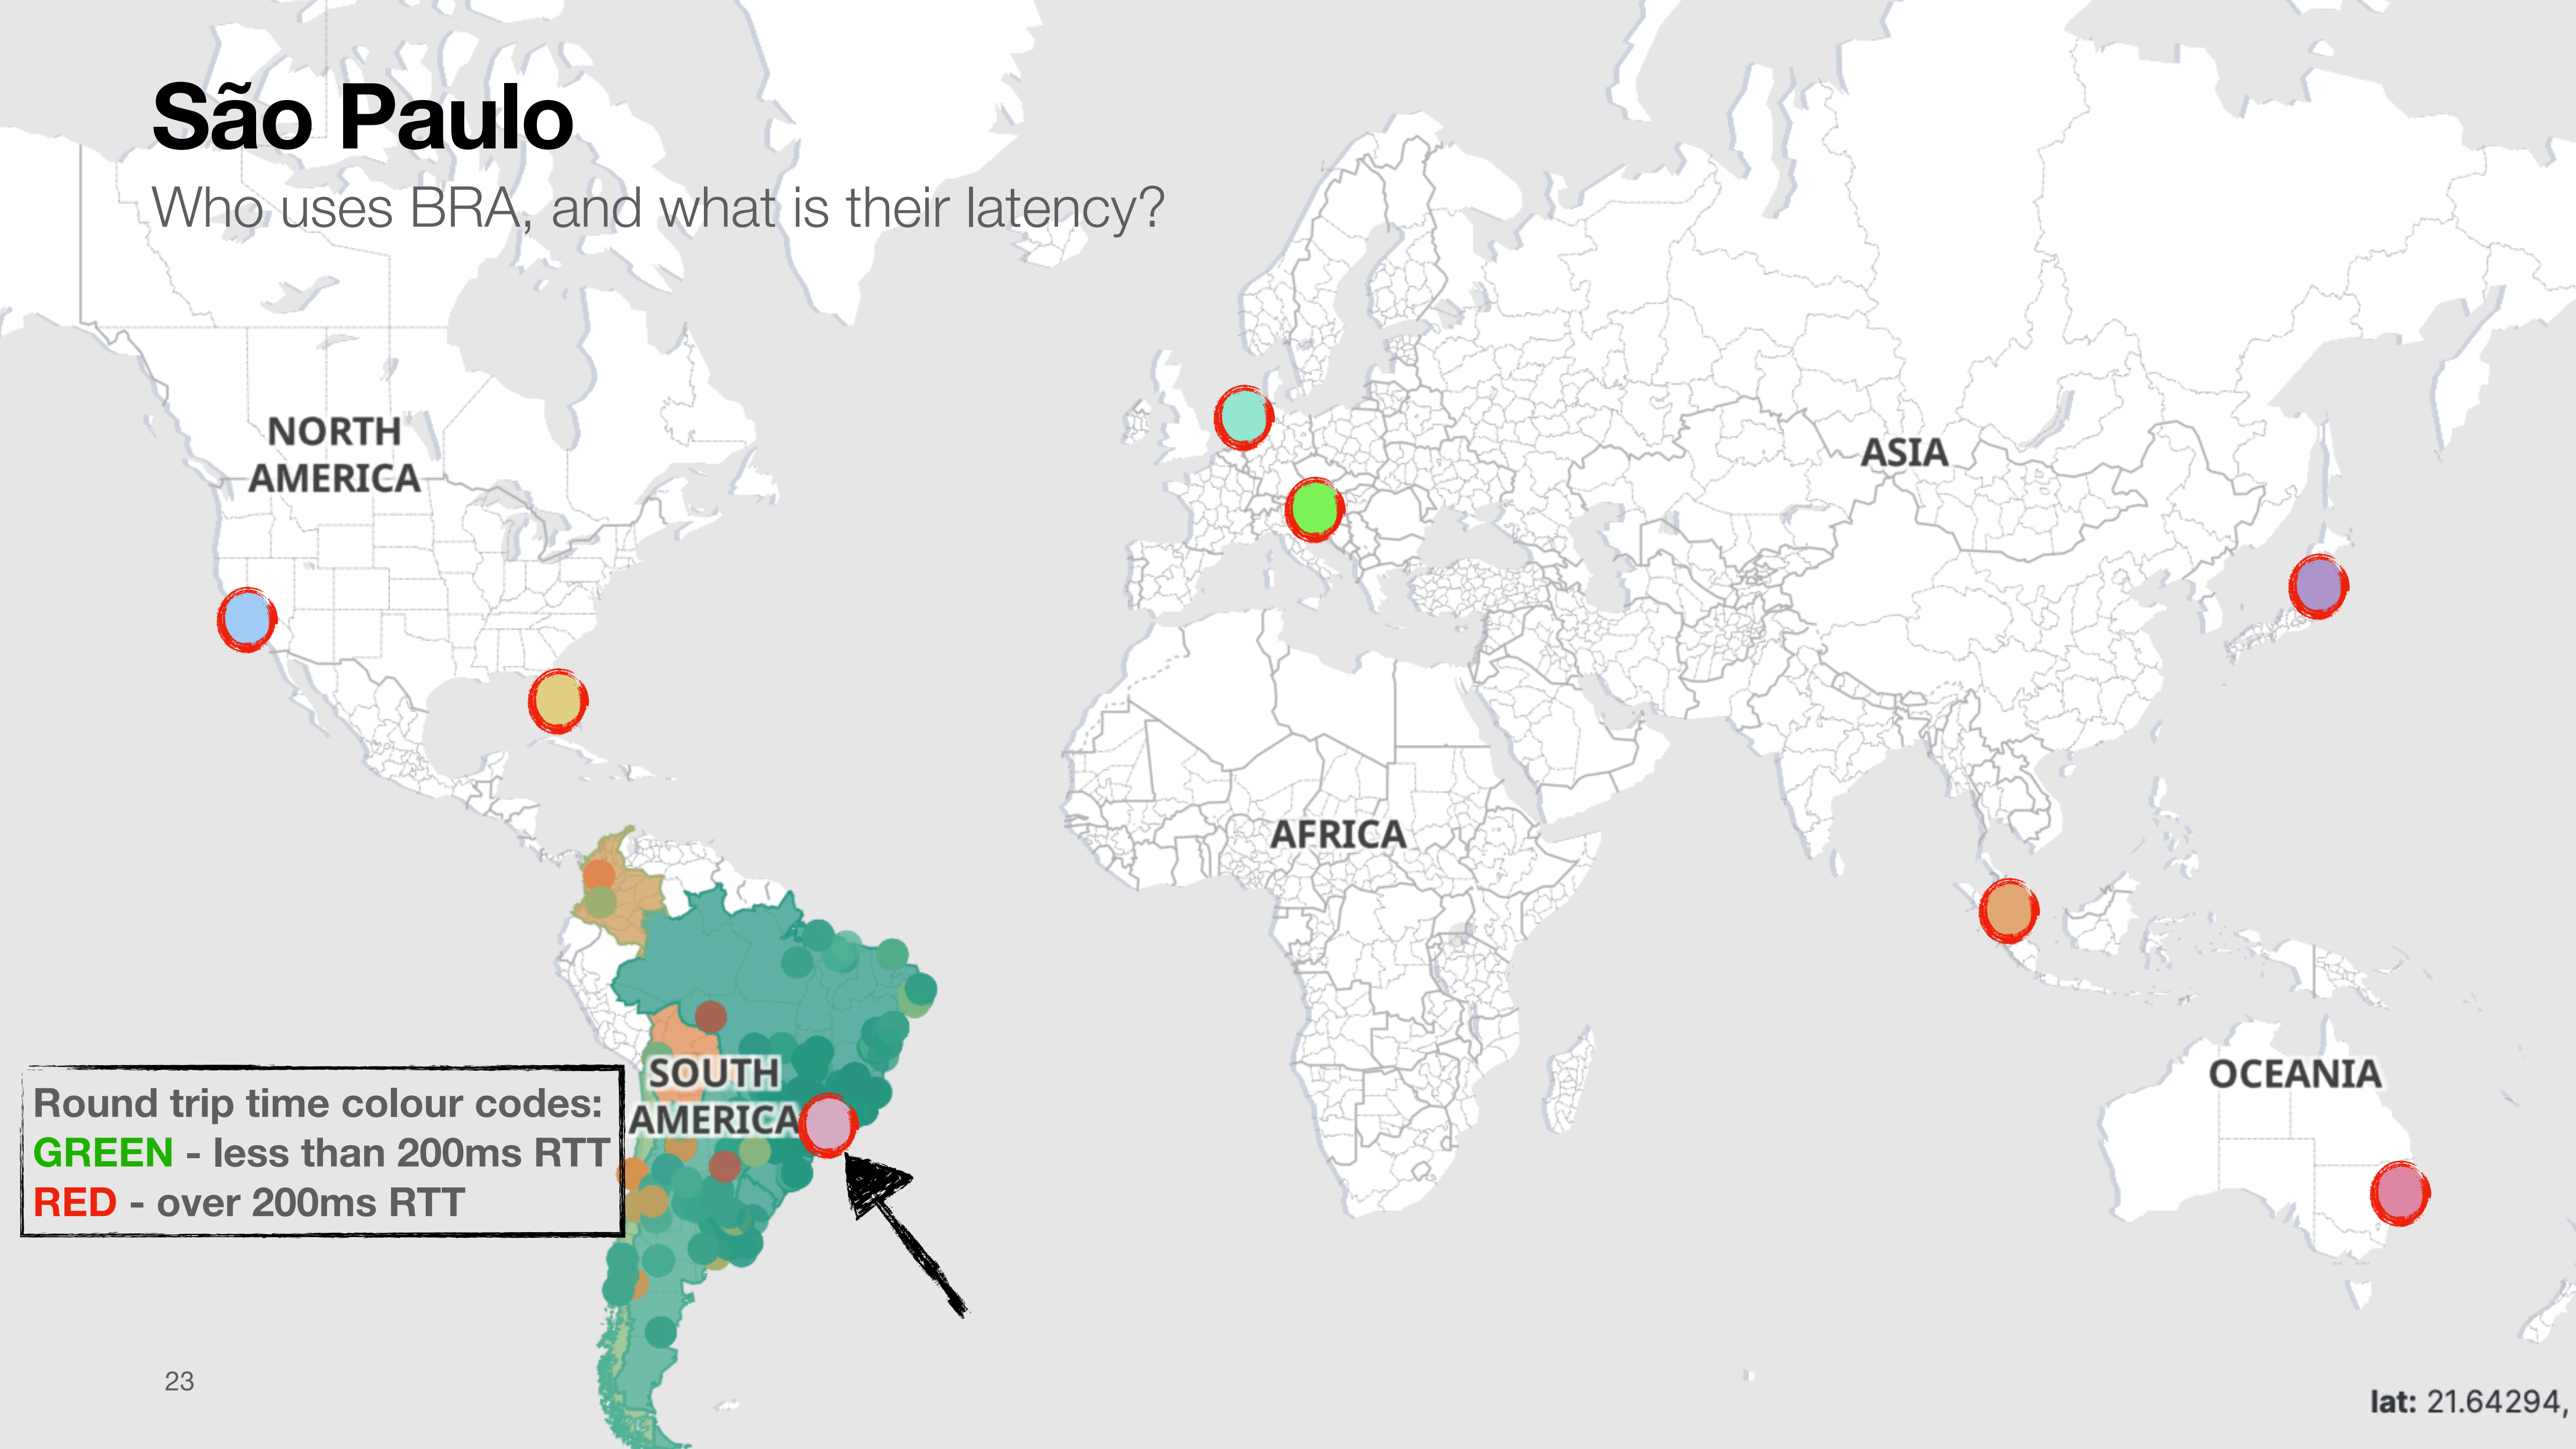 São Paulo
Who uses BRA, and what is their latency?
NORTH
AMERICA
ASIA
AFRICA
SOUTH
AMERICA
OCEANIA
Round trip time colour codes:
GREEN - less than 200ms RTT
RED - over 200ms RTT
23
lat: 21.64294,